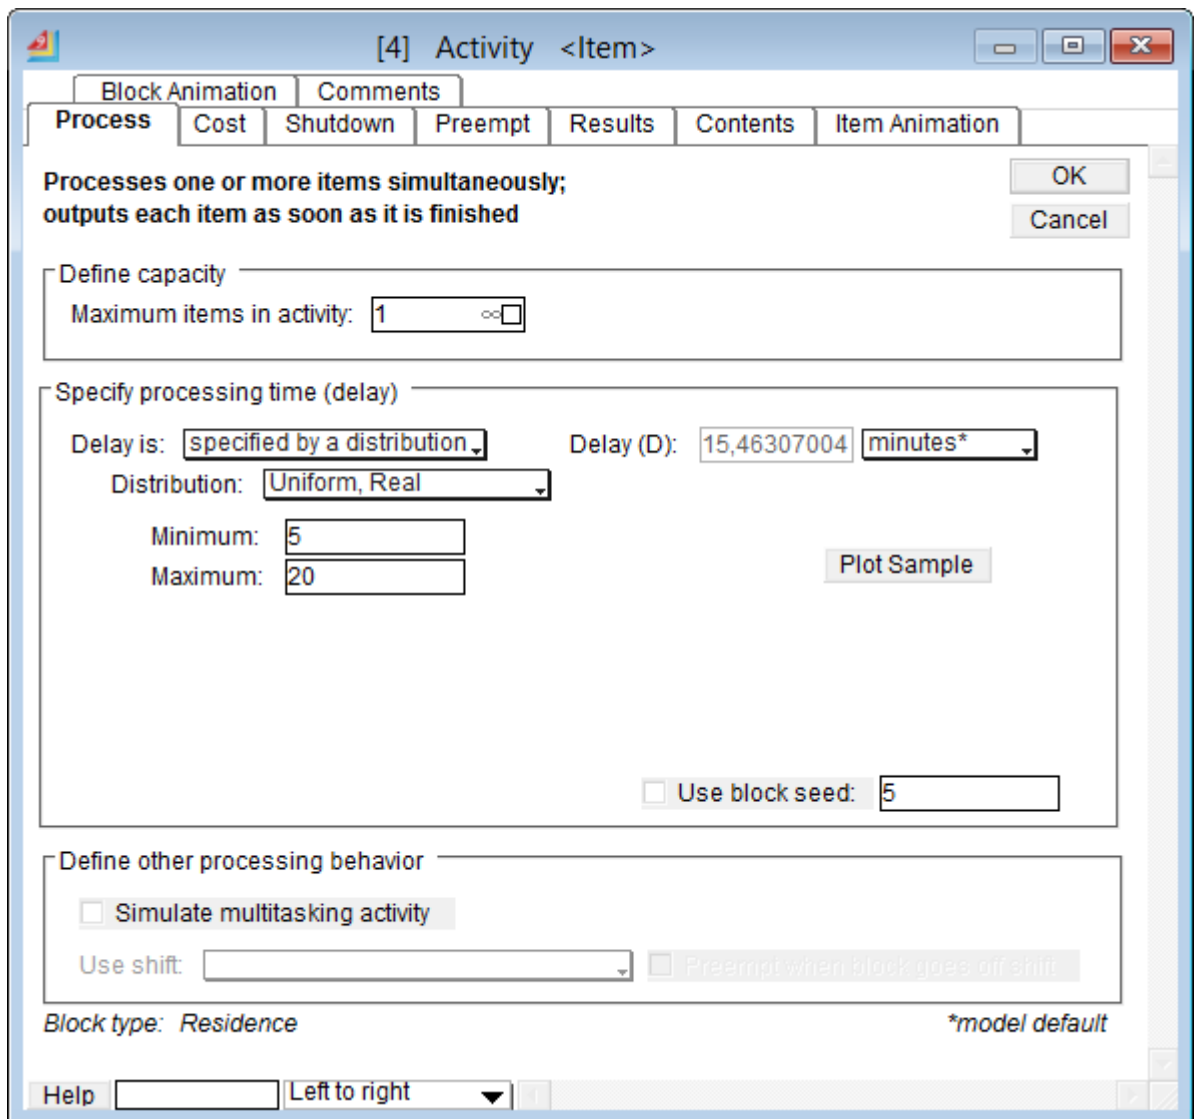 [4] Activity <Item>
Block Animation Comments
Process Cost Shutdown Preempt Results Contents Item Animation
Processes one or more items simultaneously;
outputs each item as soon as it is finished
OK
Cancel
Define capacity
Maximum items in activity: 1 ∞
Specify processing time (delay)
Delay is: specified by a distribution Delay (D): 15,46307004 minutes*
Distribution: Uniform, Real
Minimum: 5
Maximum: 20
Plot Sample
Use block seed: 5
Define other processing behavior
Simulate multitasking activity
Use shift: Preempt when block goes off shift
Block type: Residence *model default
Help Left to right